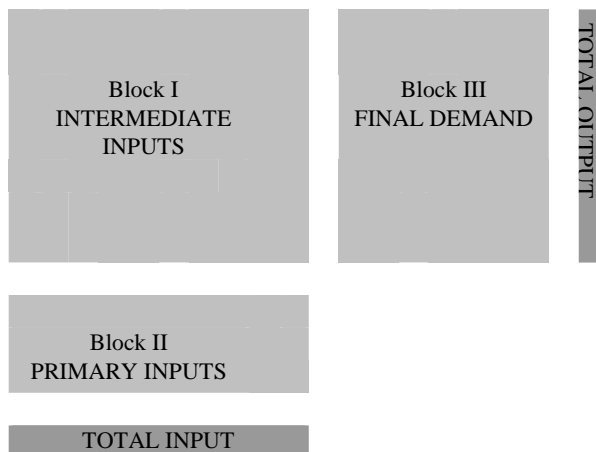 Block I
INTERMEDIATE
INPUTS
Block III
FINAL DEMAND
TOTAL OUTPUT
Block II
PRIMARY INPUTS
TOTAL INPUT